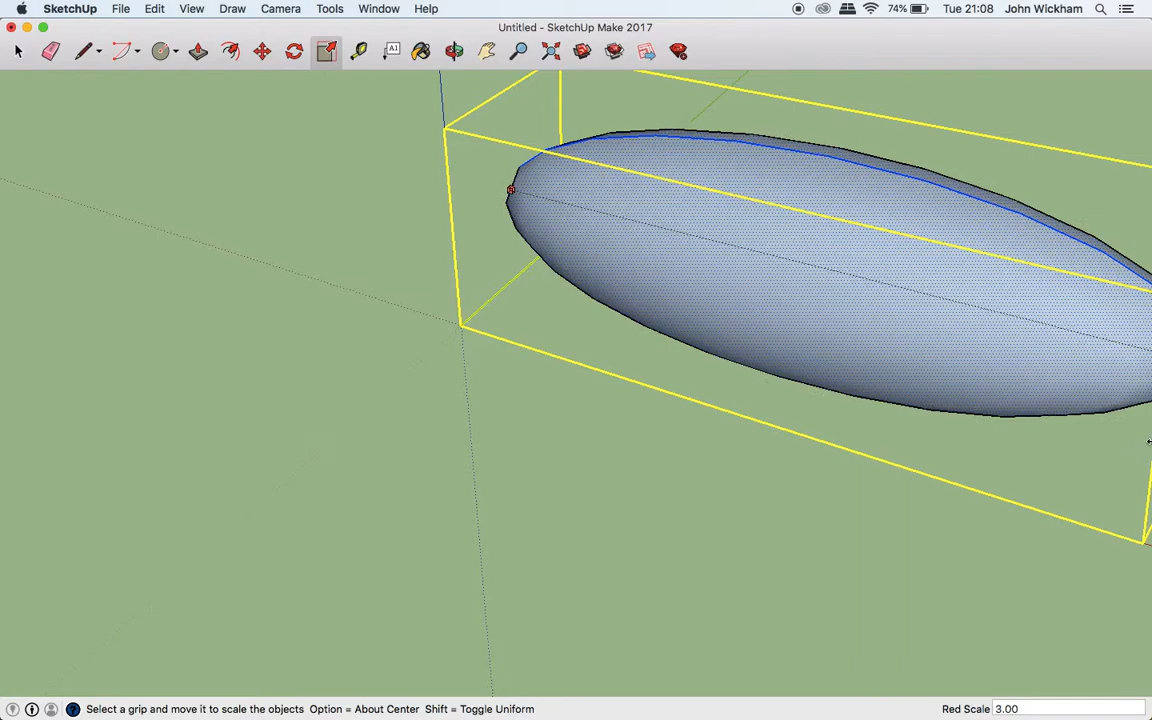 SketchUp File Edit View Draw Camera Tools Window Help 74% Tue 21:08 John Wickham
Untitled - SketchUp Make 2017
A1
Select a grip and move it to scale the objects Option = About Center Shift = Toggle Uniform Red Scale 3.00